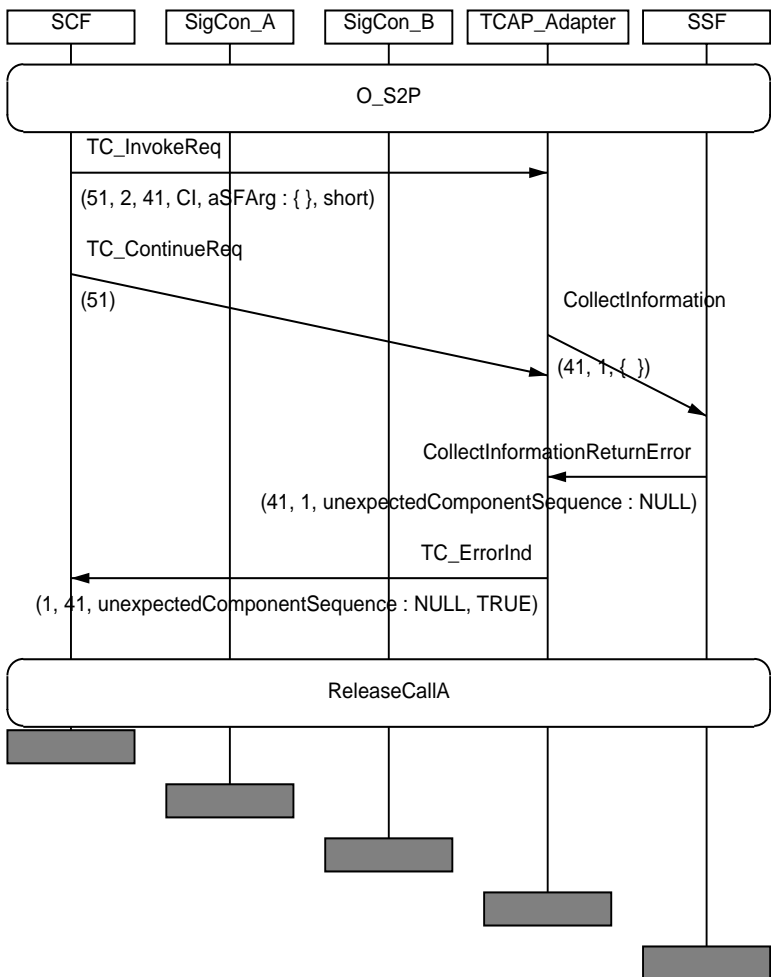 SCF SigCon_A SigCon_B TCAP_Adapter SSF
O_S2P
TC_InvokeReq
(51, 2, 41, CI, aSFArg : { }, short)
TC_ContinueReq
(51)
CollectInformation
(41, 1, { })
CollectInformationReturnError
(41, 1, unexpectedComponentSequence : NULL)
TC_ErrorInd
(1, 41, unexpectedComponentSequence : NULL, TRUE)
ReleaseCallA